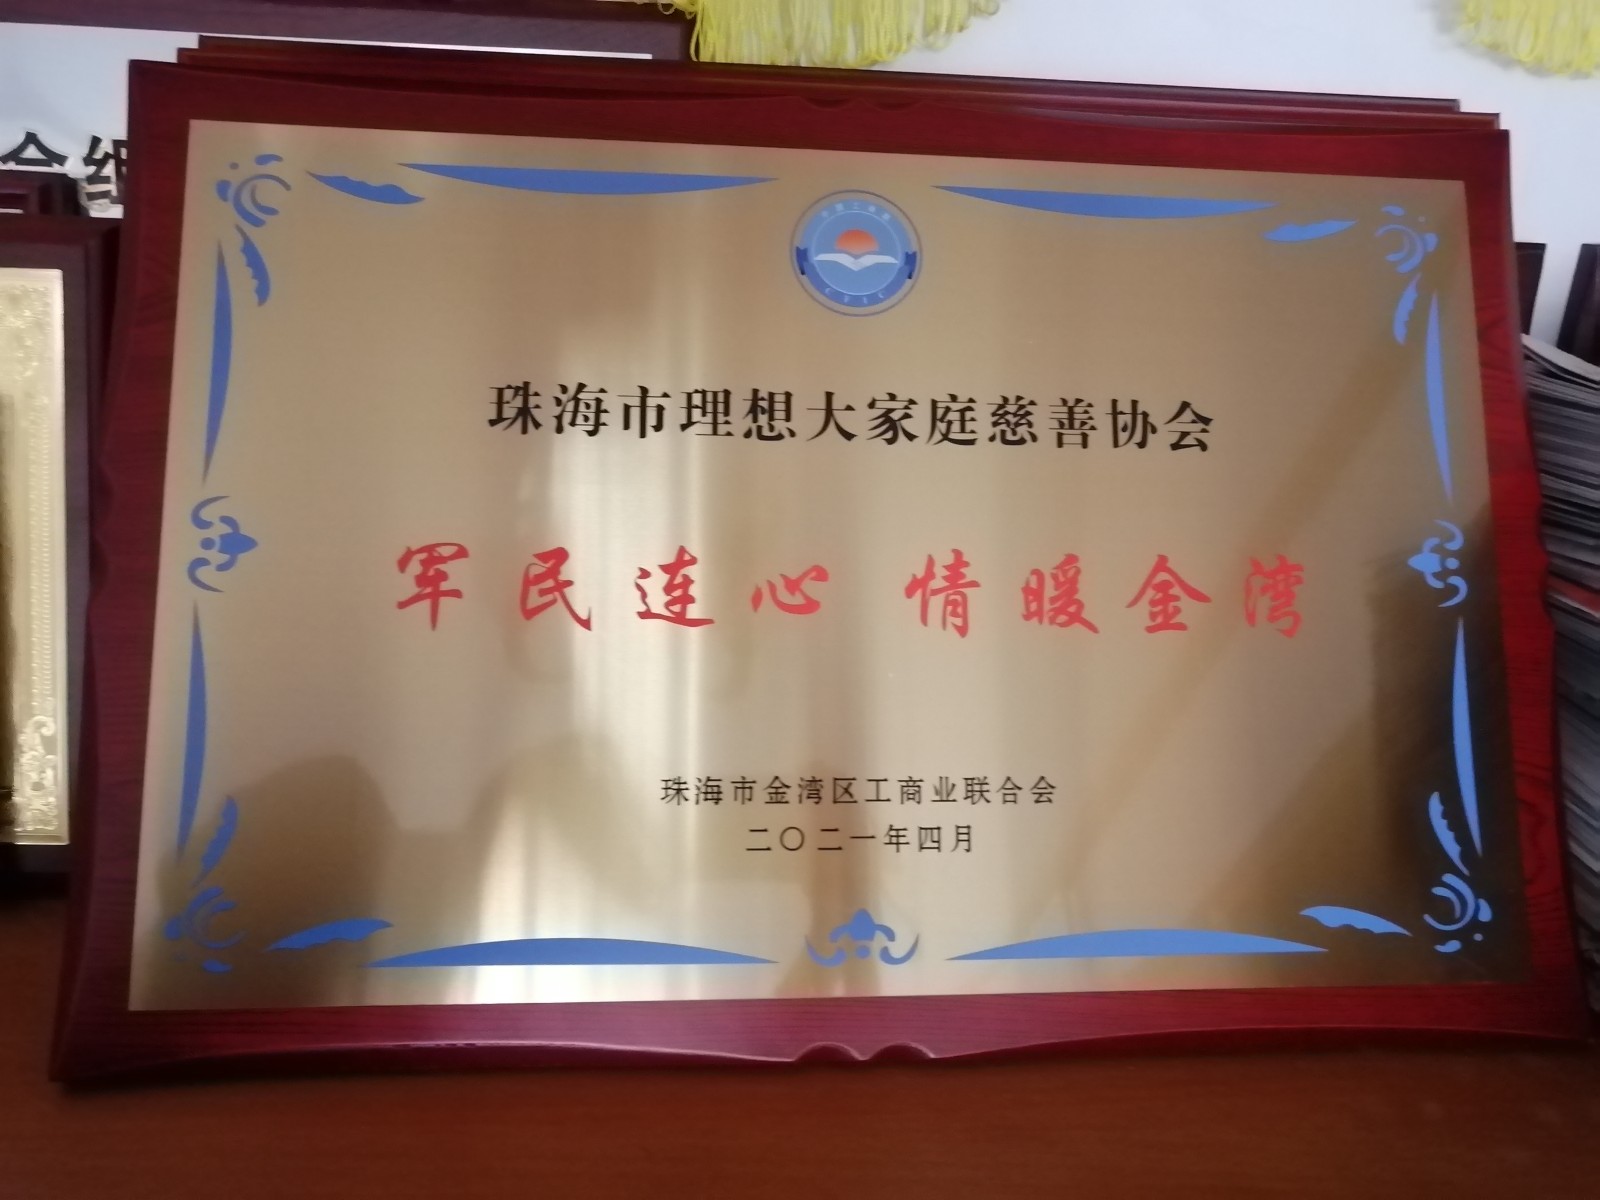 珠海市理想大家庭慈善协会
军民连心 情暖金湾
珠海市金湾区工商业联合会
二〇二一年四月